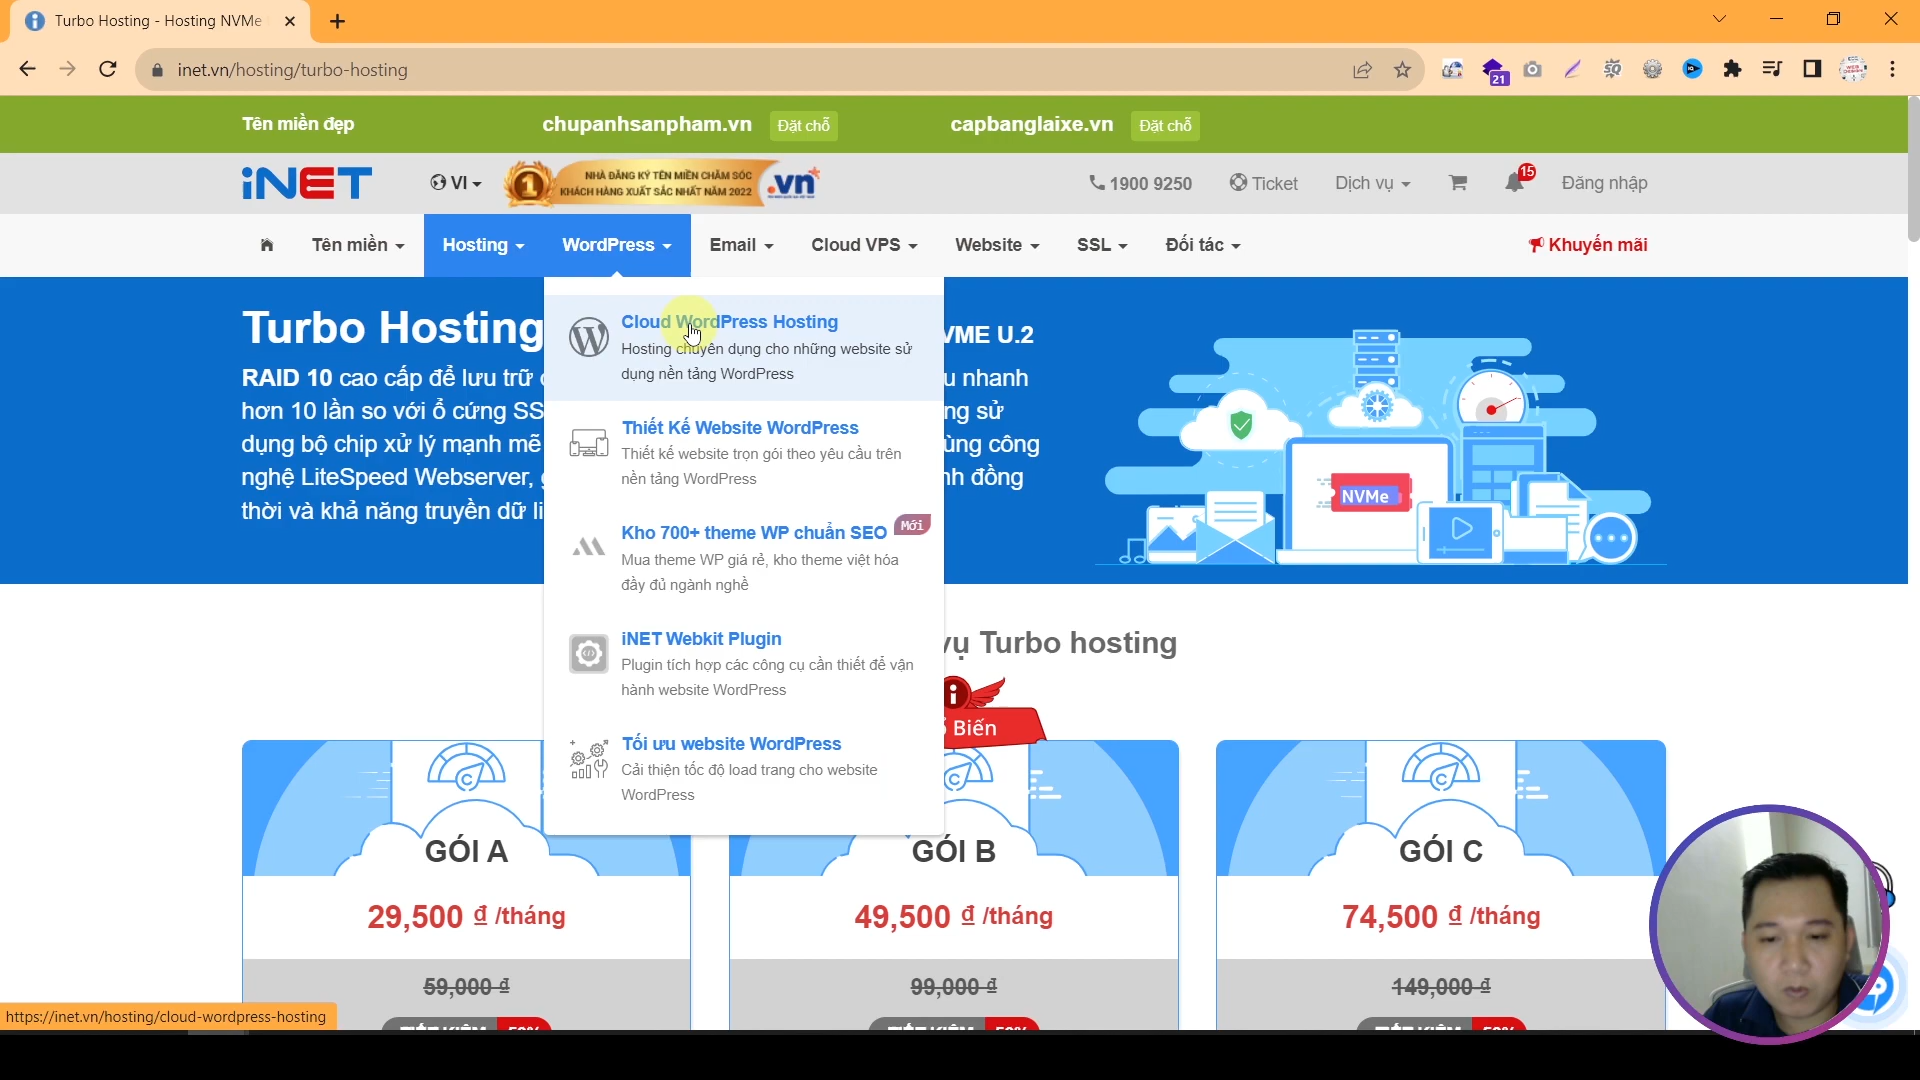 Turbo Hosting - Hosting NVMe
inet.vn/hosting/turbo-hosting
21
Tên miền đẹp
chupanhsanpham.vn Đặt chỗ
capbanglaixe.vn Đặt chỗ
iNET
VI
1
NHÀ ĐĂNG KÝ TÊN MIỀN CHĂM SÓC
KHÁCH HÀNG XUẤT SẮC NHẤT NĂM 2022
.vn
1900 9250
Ticket
Dịch vụ
15
Đăng nhập
Tên miền
Hosting
WordPress
Email
Cloud VPS
Website
SSL
Đối tác
Khuyến mãi
Turbo Hosting
VME U.2
RAID 10 cao cấp để lưu trữ
u nhanh
hơn 10 lần so với ổ cứng SS
ng sử
dụng bộ chip xử lý mạnh mẽ
ùng công
nghệ LiteSpeed Webserver,
nh đồng
thời và khả năng truyền dữ li
Cloud WordPress Hosting
Hosting chuyên dụng cho những website sử
dụng nền tảng WordPress
Thiết Kế Website WordPress
Thiết kế website trọn gói theo yêu cầu trên
nền tảng WordPress
Kho 700+ theme WP chuẩn SEO Mới
Mua theme WP giá rẻ, kho theme việt hóa
đầy đủ ngành nghề
iNET Webkit Plugin
Plugin tích hợp các công cụ cần thiết để vận
hành website WordPress
Tối ưu website WordPress
Cải thiện tốc độ load trang cho website
WordPress
NVMe
vụ Turbo hosting
Biến
GÓI A
GÓI B
GÓI C
29,500 đ /tháng
49,500 đ /tháng
74,500 đ /tháng
59,000 đ
99,000 đ
149,000 đ
https://inet.vn/hosting/cloud-wordpress-hosting